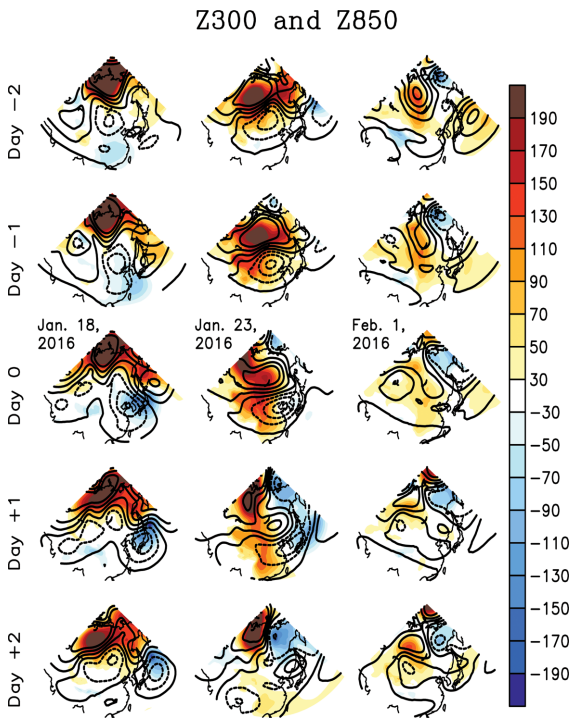 Z300 and Z850
Day −2
Day −1
Jan. 18,
2016
Jan. 23,
2016
Feb. 1,
2016
Day 0
Day +1
Day +2
190
170
150
130
110
90
70
50
30
−30
−50
−70
−90
−110
−130
−150
−170
−190